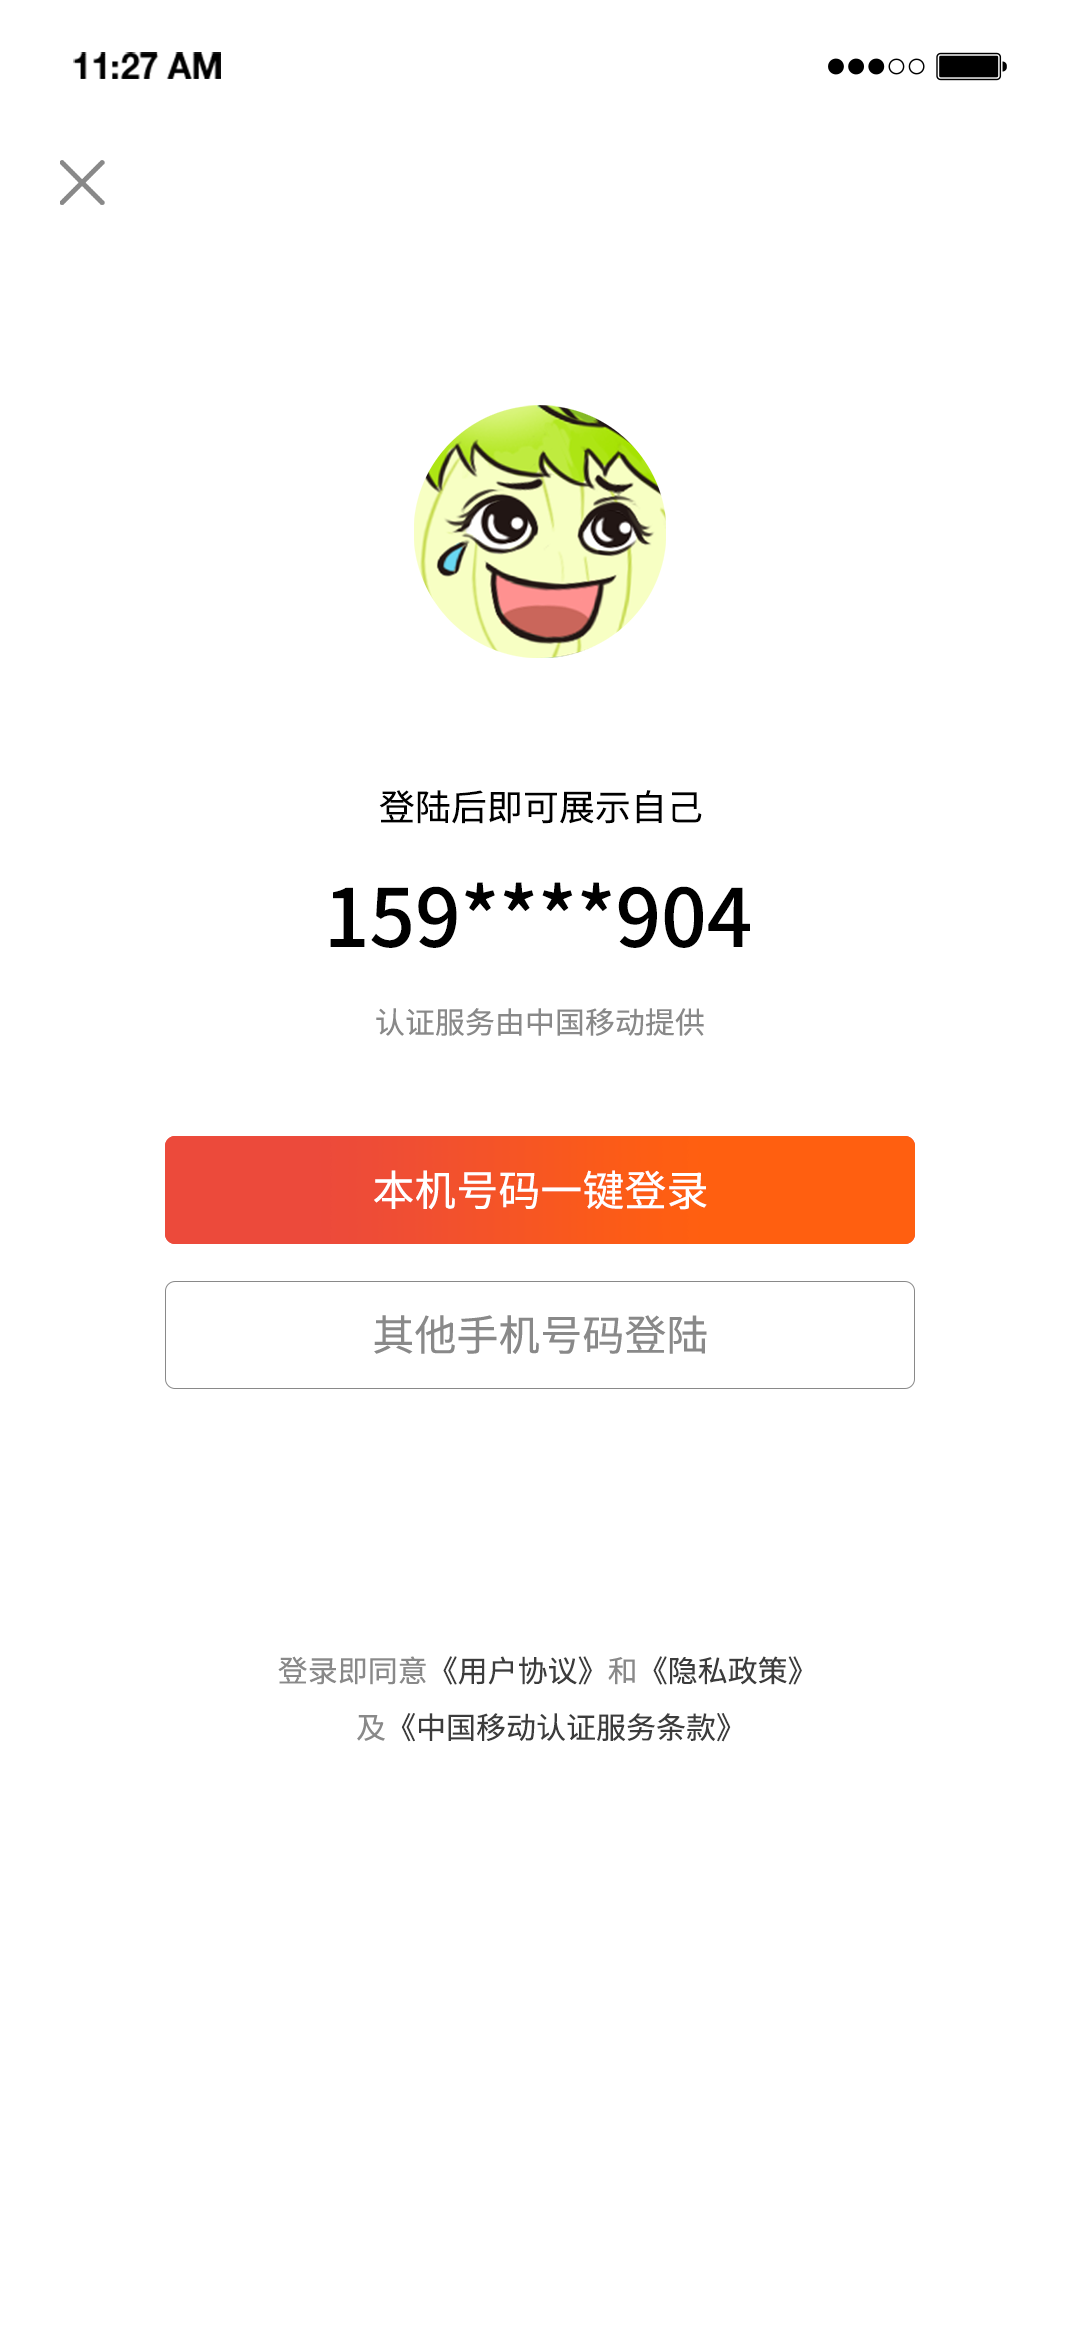 11:27 AM
登陆后即可展示自己
159****904
认证服务由中国移动提供
本机号码一键登录
其他手机号码登陆
登录即同意《用户协议》和《隐私政策》
及《中国移动认证服务条款》